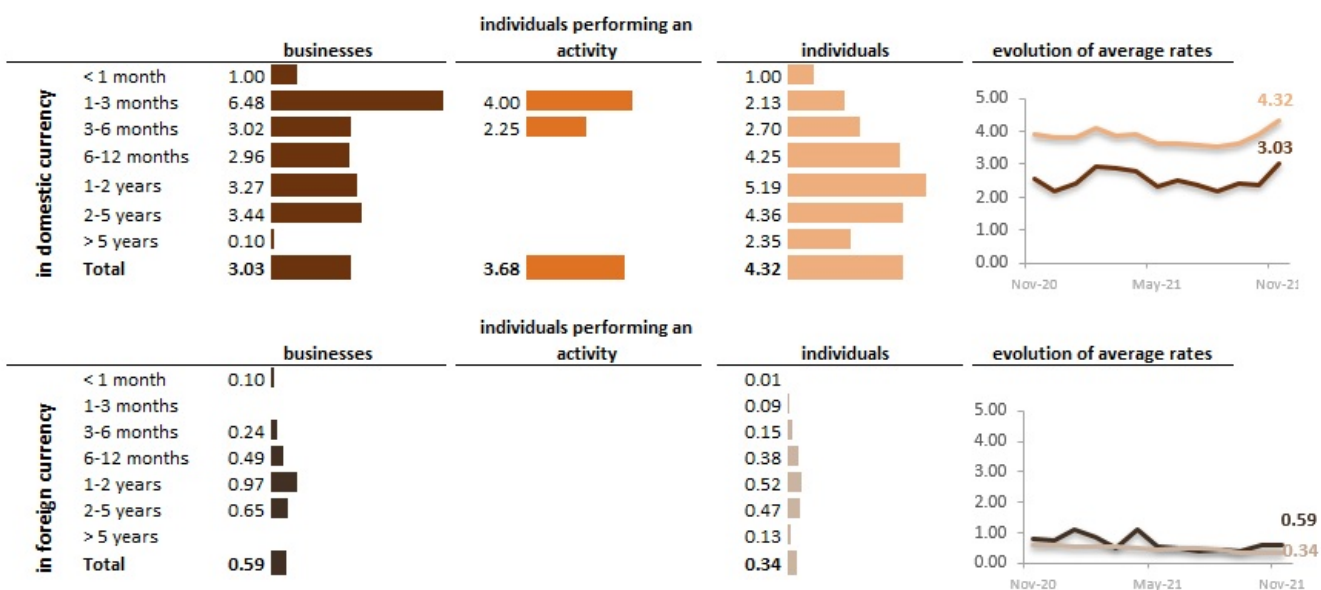 individuals performing an
businesses activity individuals evolution of average rates
in domestic currency
< 1 month 1.00 1.00
1-3 months 6.48 4.00 2.13
3-6 months 3.02 2.25 2.70
6-12 months 2.96 4.25
1-2 years 3.27 5.19
2-5 years 3.44 4.36
> 5 years 0.10 2.35
Total 3.03 3.68 4.32
5.00
4.00
3.00
2.00
1.00
0.00
4.32
3.03
Nov-20 May-21 Nov-21
individuals performing an
businesses activity individuals evolution of average rates
in foreign currency
< 1 month 0.10 0.01
1-3 months 0.09
3-6 months 0.24 0.15
6-12 months 0.49 0.38
1-2 years 0.97 0.52
2-5 years 0.65 0.47
> 5 years 0.13
Total 0.59 0.34
5.00
4.00
3.00
2.00
1.00
0.00
0.59
0.34
Nov-20 May-21 Nov-21